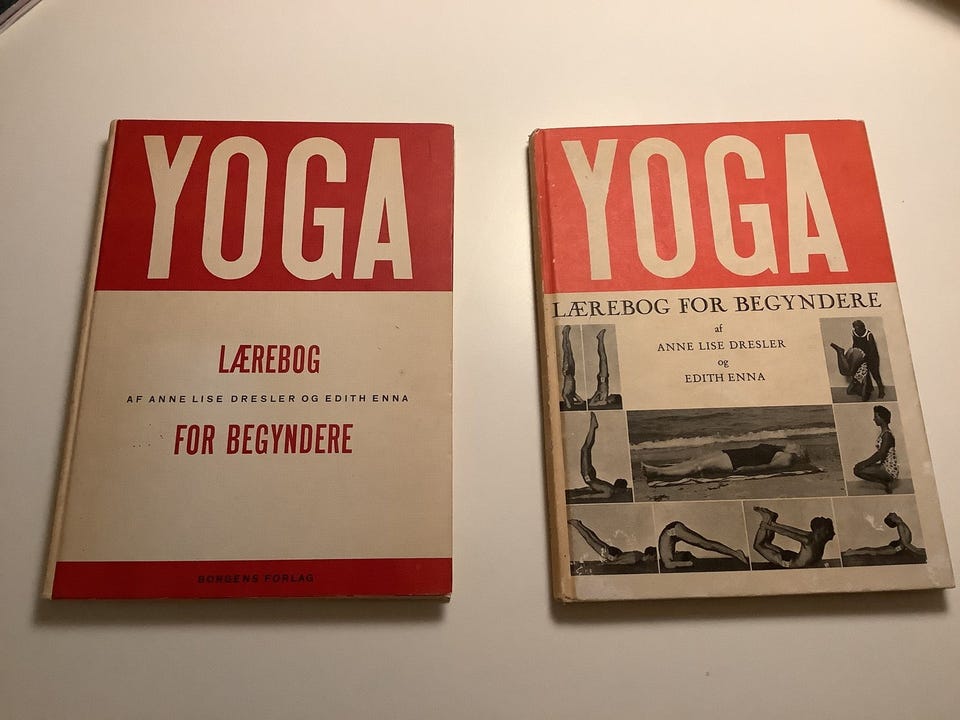 YOGA
LÆREBOG
AF ANNE LISE DRESLER OG EDITH ENNA
FOR BEGYNDERE
BORGENS FORLAG
YOGA
LÆREBOG FOR BEGYNDERE
af
ANNE LISE DRESLER
og
EDITH ENNA